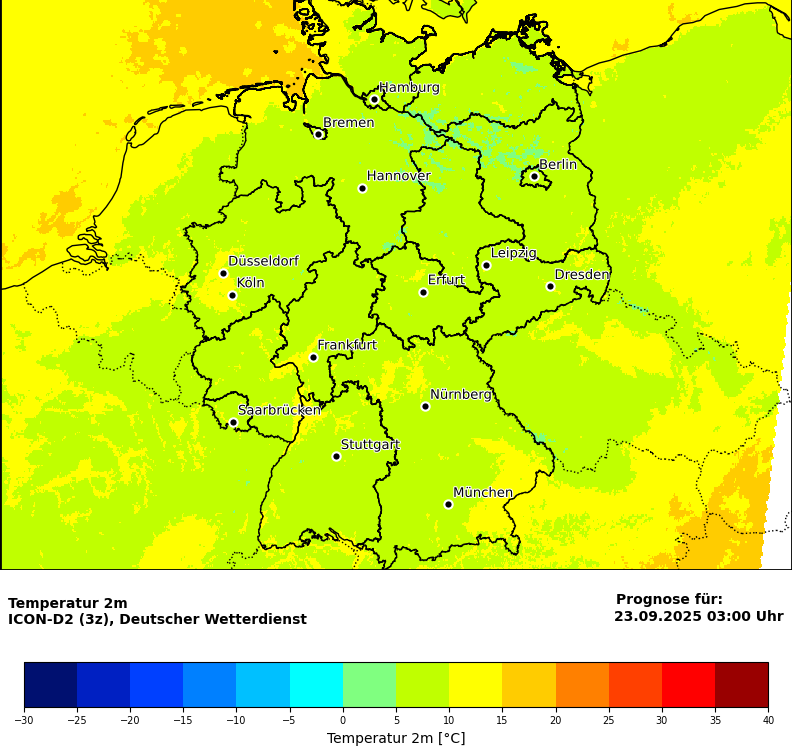 Hamburg
Bremen
Berlin
Hannover
Leipzig
Düsseldorf
Dresden
Köln
Erfurt
Frankfurt
Nürnberg
Saarbrücken
Stuttgart
München
Temperatur 2m
ICON-D2 (3z), Deutscher Wetterdienst
Prognose für:
23.09.2025 03:00 Uhr
−30 −25 −20 −15 −10 −5 0 5 10 15 20 25 30 35 40
Temperatur 2m [°C]